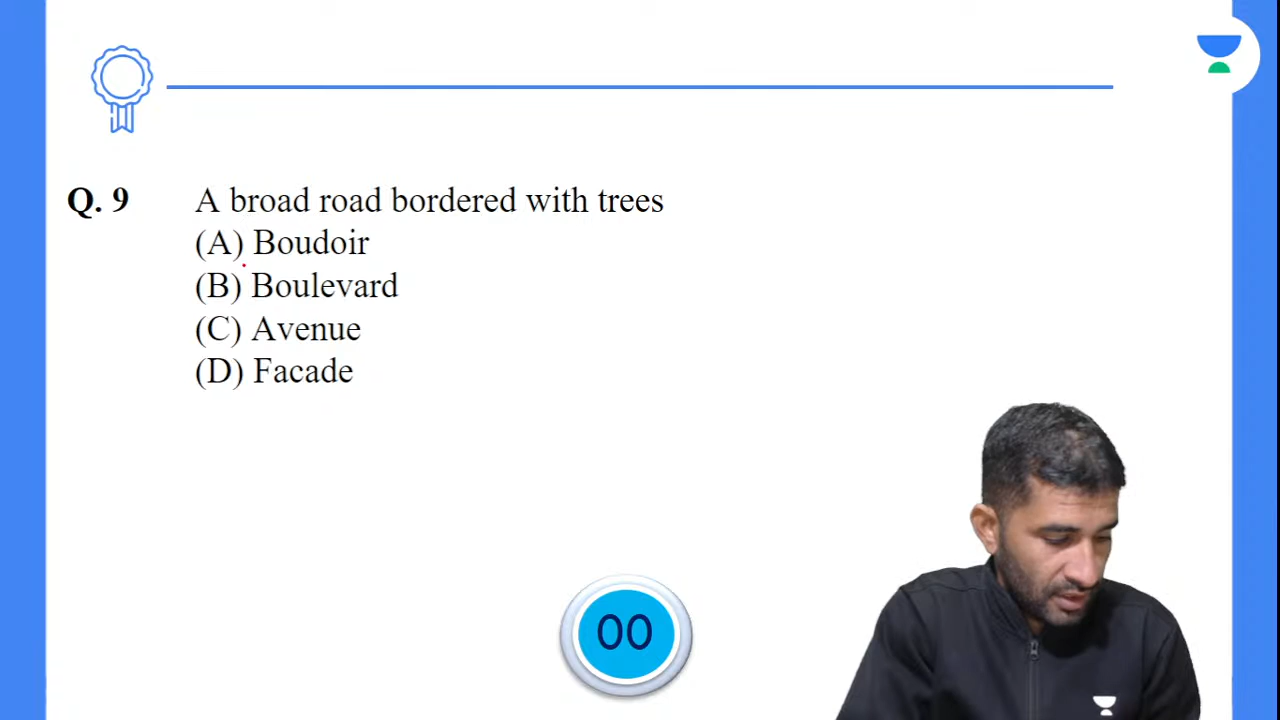 Q. 9 A broad road bordered with trees
(A) Boudoir
(B) Boulevard
(C) Avenue
(D) Facade
00